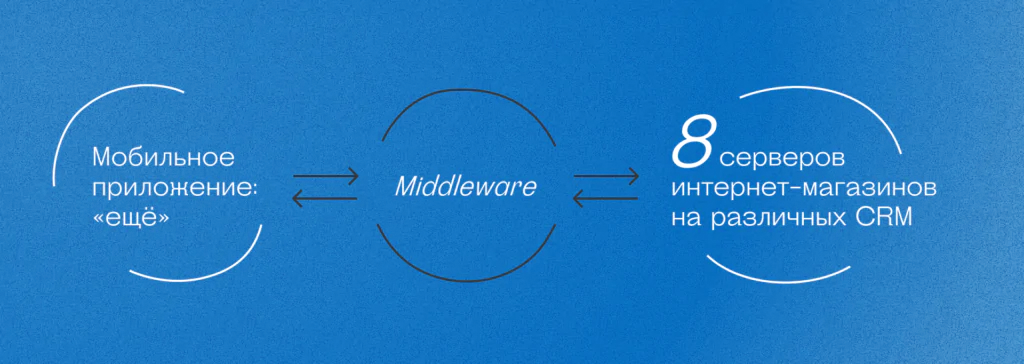 Мобильное
приложение:
«ещё»
Middleware
8 серверов
интернет-магазинов
на различных CRM